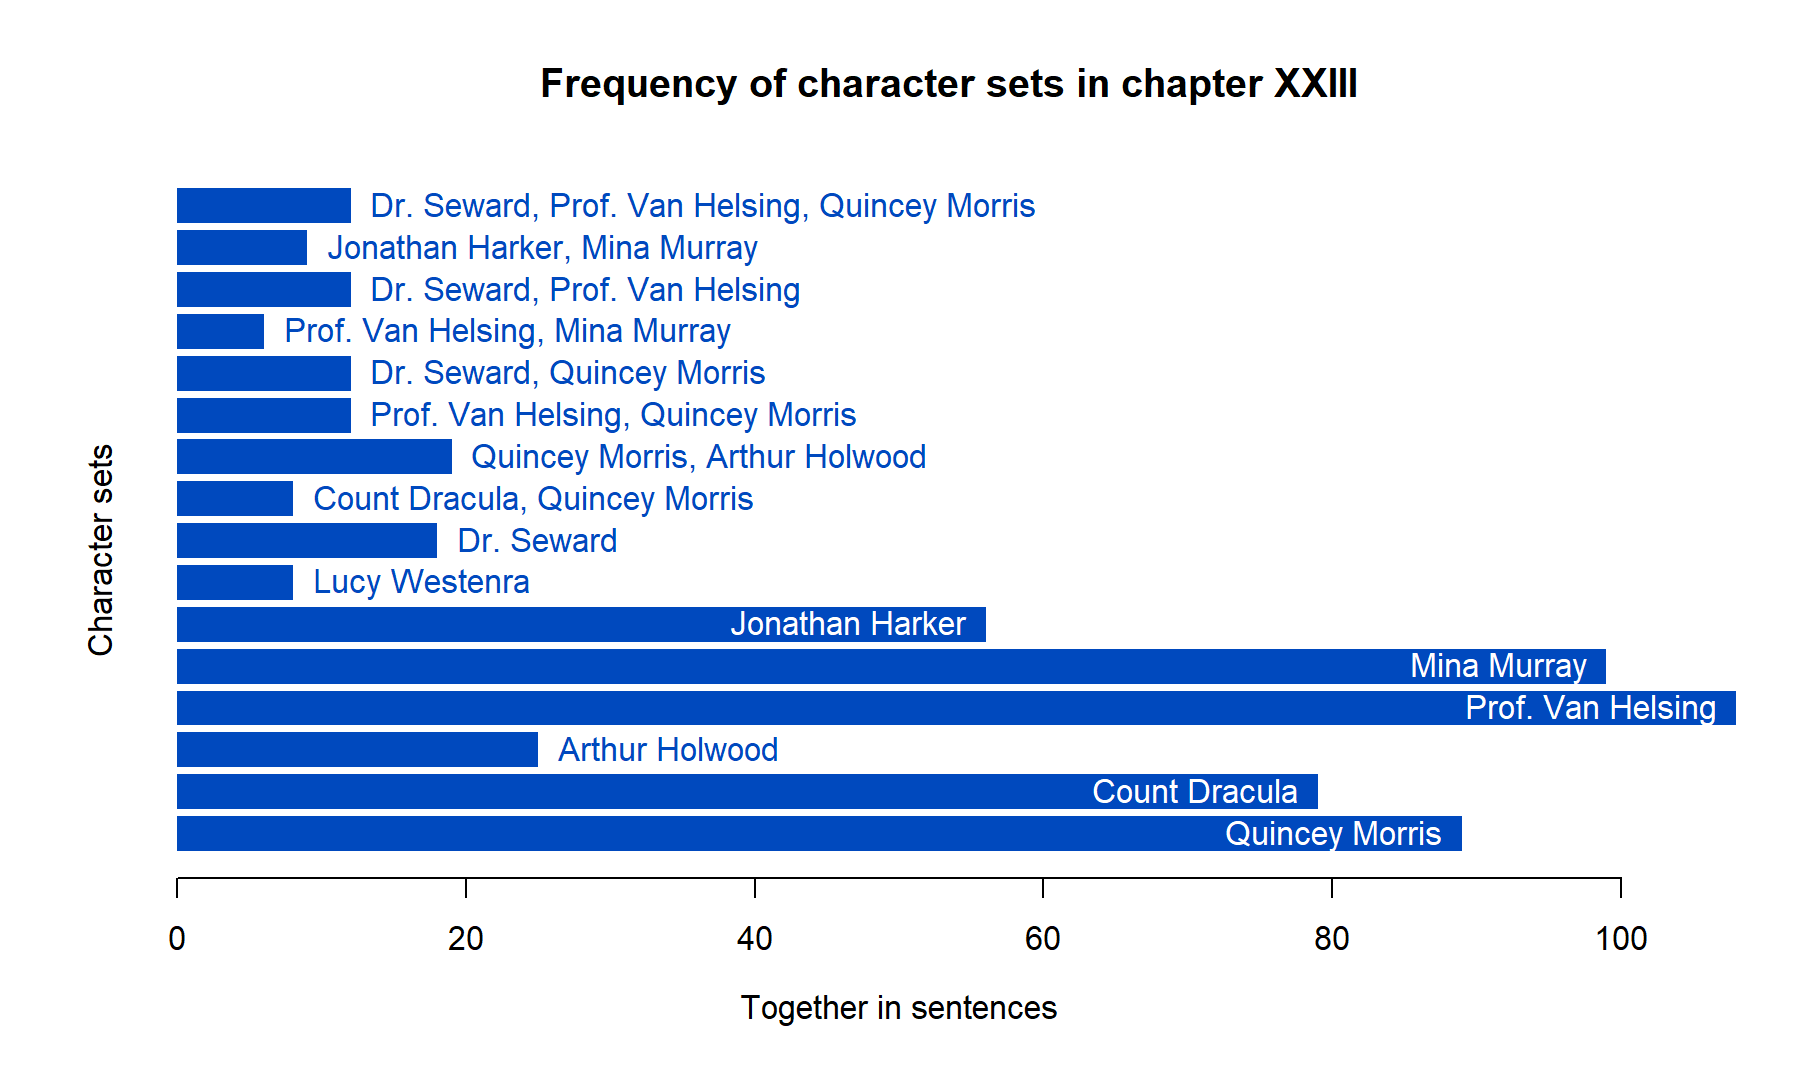 Frequency of character sets in chapter XXIII
Dr. Seward, Prof. Van Helsing, Quincey Morris
Jonathan Harker, Mina Murray
Dr. Seward, Prof. Van Helsing
Prof. Van Helsing, Mina Murray
Dr. Seward, Quincey Morris
Prof. Van Helsing, Quincey Morris
Quincey Morris, Arthur Holwood
Count Dracula, Quincey Morris
Dr. Seward
Lucy Westenra
Jonathan Harker
Mina Murray
Prof. Van Helsing
Arthur Holwood
Count Dracula
Quincey Morris
Character sets
0 20 40 60 80 100
Together in sentences